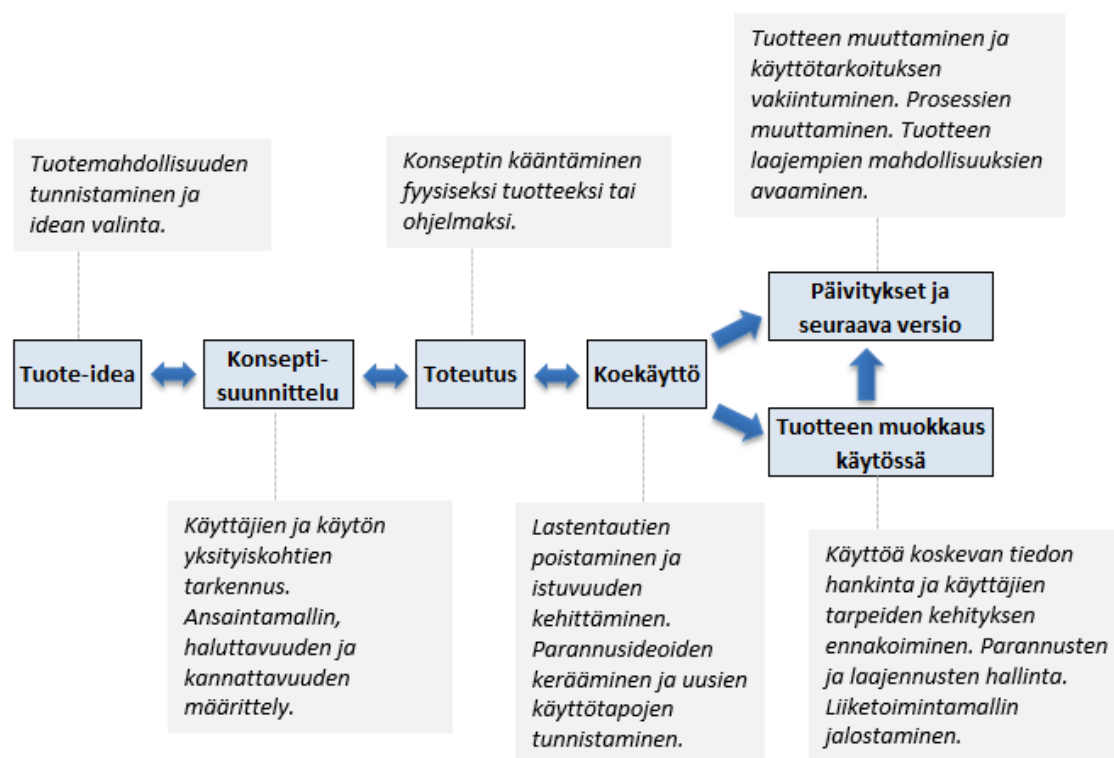 Tuotteen muuttaminen ja
käyttötarkoituksen
vakiintuminen. Prosessien
muuttaminen. Tuotteen
laajempien mahdollisuuksien
avaaminen.
Tuotemahdollisuuden
tunnistaminen ja
idean valinta.
Konseptin kääntäminen
fyysiseksi tuotteeksi tai
ohjelmaksi.
Tuote-idea
Konsepti-
suunnittelu
Toteutus
Koekäyttö
Päivitykset ja
seuraava versio
Tuotteen muokkaus
käytössä
Käyttäjien ja käytön
yksityiskohtien
tarkennus.
Ansaintamallin,
haluttavuuden ja
kannattavuuden
määrittely.
Lastentautien
poistaminen ja
istuvuuden
kehittäminen.
Parannusideoiden
kerääminen ja uusien
käyttötapojen
tunnistaminen.
Käyttöä koskevan tiedon
hankinta ja käyttäjien
tarpeiden kehityksen
ennakoiminen. Parannusten
ja laajennusten hallinta.
Liiketoimintamallin
jalostaminen.